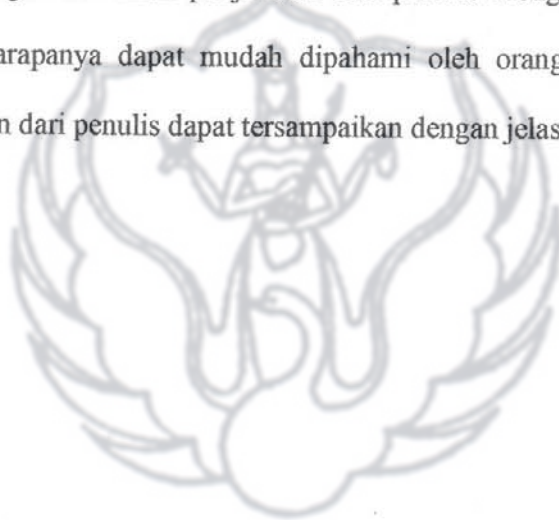 arapanya dapat mudah dipahami oleh orang
n dari penulis dapat tersampaikan dengan jelas